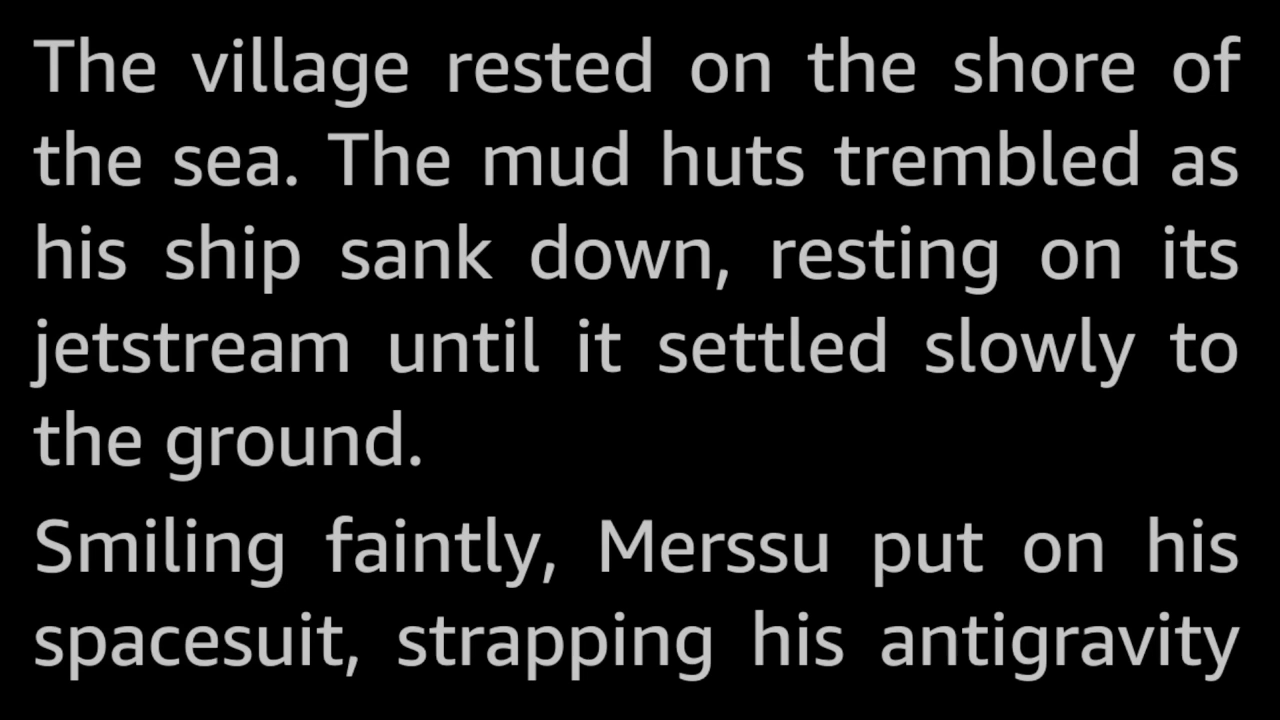 The village rested on the shore of
the sea. The mud huts trembled as
his ship sank down, resting on its
jetstream until it settled slowly to
the ground.
Smiling faintly, Merssu put on his
spacesuit, strapping his antigravity